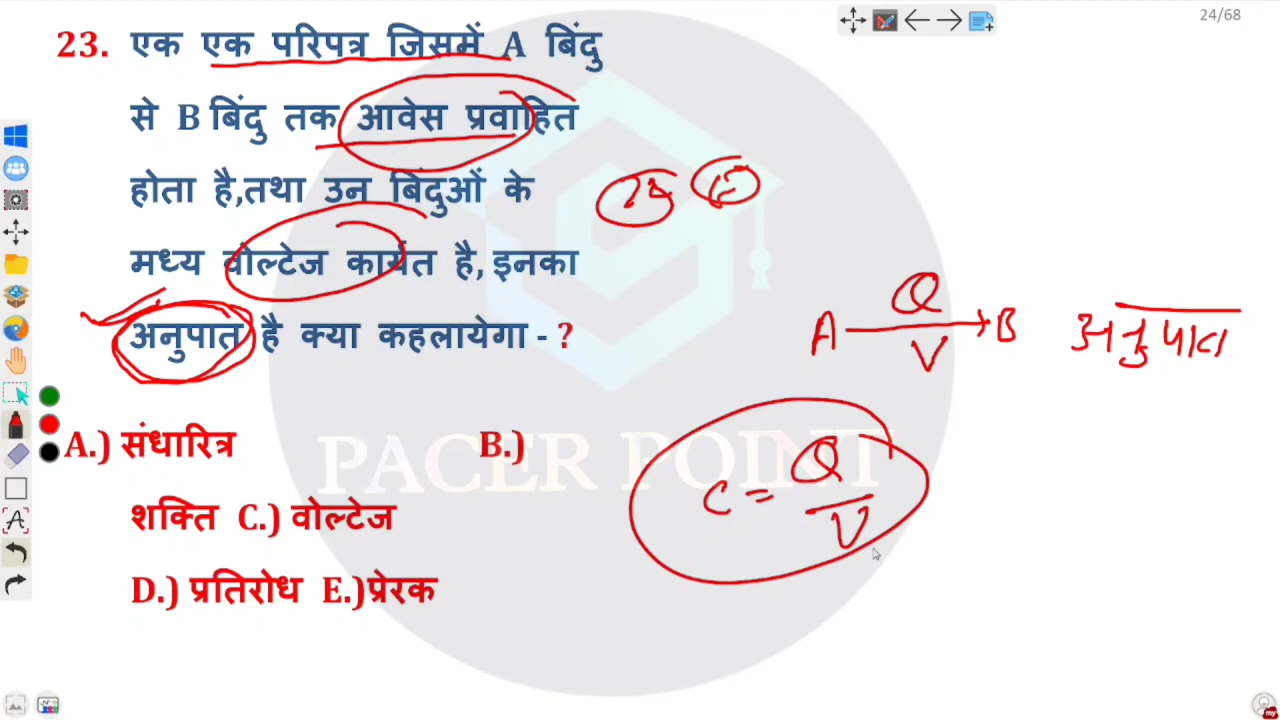 24/68
23. एक एक परिपत्र जिसमें A बिंदु
से B बिंदु तक आवेस प्रवाहित
होता है,तथा उन बिंदुओं के
मध्य वोल्टेज कार्यत है, इनका
अनुपात है क्या कहलायेगा - ?
Q
A B
V
अनुपात
A.) संधारित्र B.)
शक्ति C.) वोल्टेज
D.) प्रतिरोध E.)प्रेरक
C = Q
V
PACER POINT